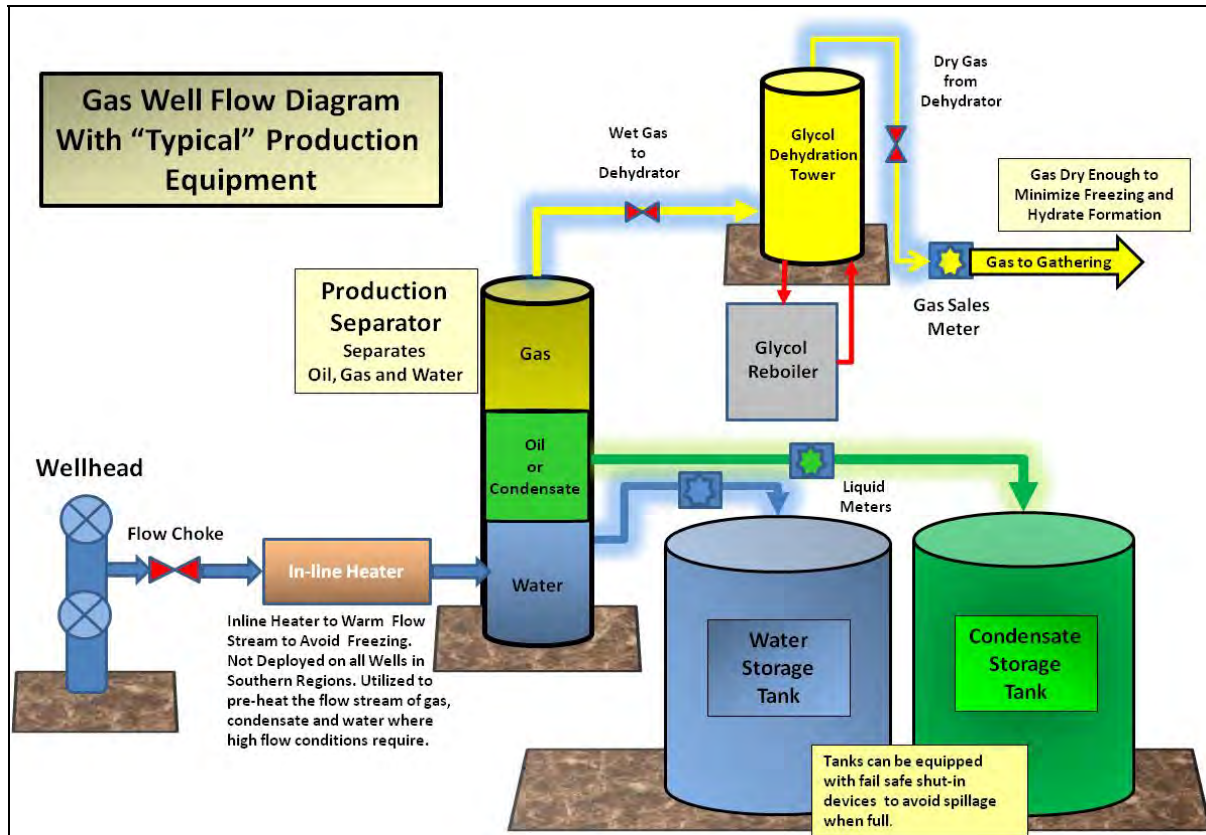 Gas Well Flow Diagram
With “Typical” Production
Equipment
Wet Gas
to
Dehydrator
Glycol
Dehydration
Tower
Dry Gas
from
Dehydrator
Gas Dry Enough to
Minimize Freezing and
Hydrate Formation
Gas to Gathering
Gas Sales
Meter
Glycol
Reboiler
Production
Separator
Separates
Oil, Gas and Water
Gas
Oil
or
Condensate
Water
Liquid
Meters
Wellhead
Flow Choke
In-line Heater
Inline Heater to Warm Flow
Stream to Avoid Freezing.
Not Deployed on all Wells in
Southern Regions. Utilized to
pre-heat the flow stream of gas,
condensate and water where
high flow conditions require.
Water
Storage
Tank
Condensate
Storage
Tank
Tanks can be equipped
with fail safe shut-in
devices to avoid spillage
when full.